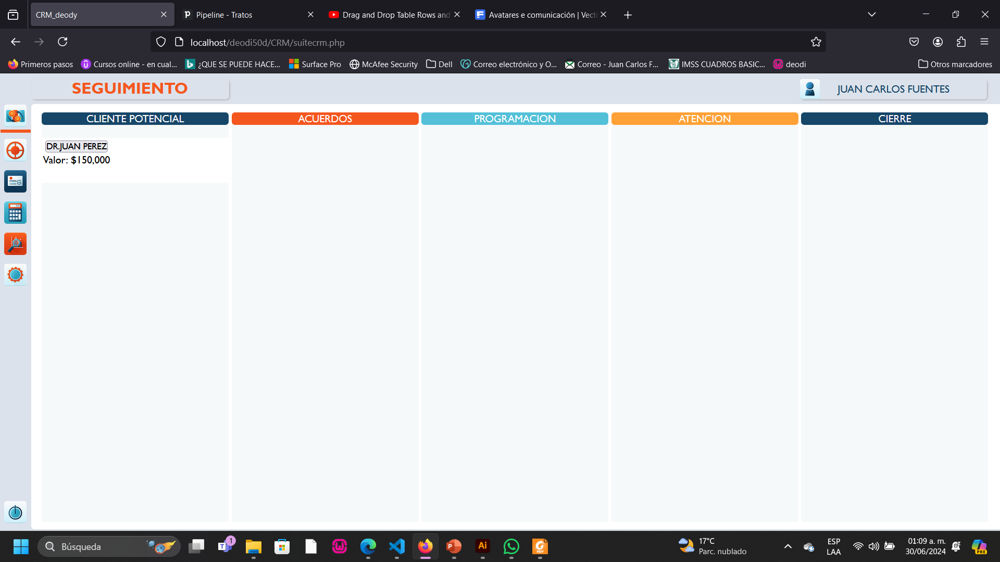 CRM_deody
Pipeline - Tratos
Drag and Drop Table Rows and
Avatares e comunicación | Vect
localhost/deodi50d/CRM/suitecrm.php
Primeros pasos
Cursos online - en cual...
¿QUE SE PUEDE HACE...
Surface Pro
McAfee Security
Dell
Correo electrónico y O...
Correo - Juan Carlos F...
IMSS CUADROS BASIC...
deodi
Otros marcadores
SEGUIMIENTO
JUAN CARLOS FUENTES
CLIENTE POTENCIAL
ACUERDOS
PROGRAMACION
ATENCION
CIERRE
DR.JUAN PEREZ
Valor: $150,000
Búsqueda
1
17°C
Parc. nublado
ESP
LAA
01:09 a. m.
30/06/2024
PRE